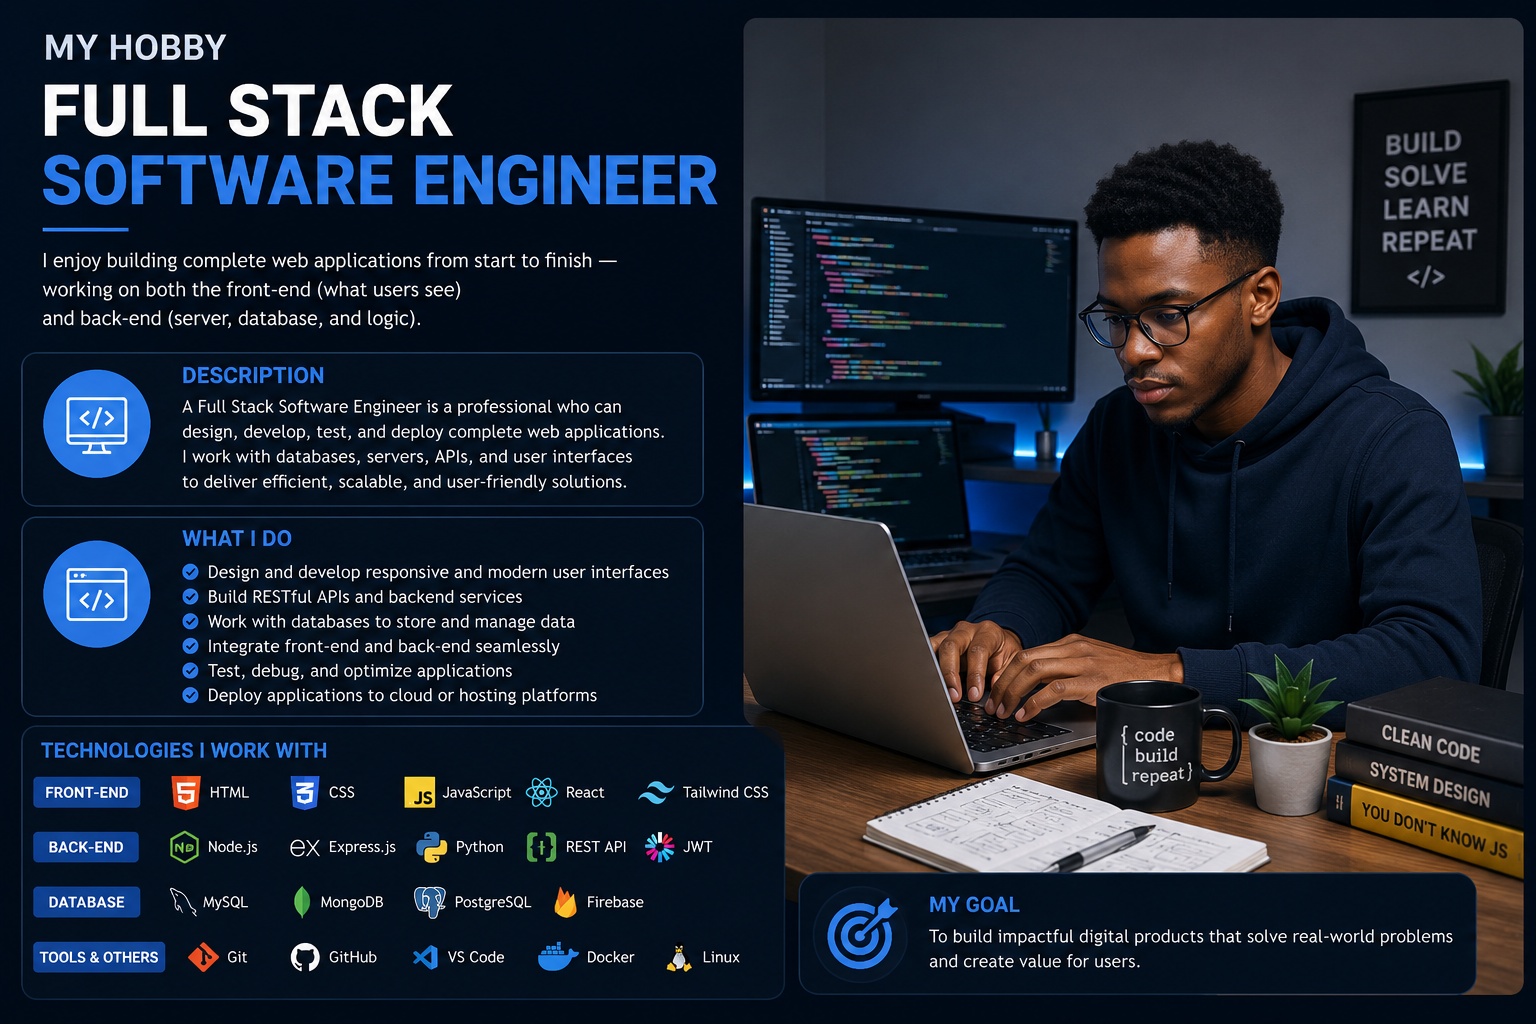 MY HOBBY
FULL STACK
SOFTWARE ENGINEER
I enjoy building complete web applications from start to finish —
working on both the front-end (what users see)
and back-end (server, database, and logic).
DESCRIPTION
A Full Stack Software Engineer is a professional who can
design, develop, test, and deploy complete web applications.
I work with databases, servers, APIs, and user interfaces
to deliver efficient, scalable, and user-friendly solutions.
WHAT I DO
Design and develop responsive and modern user interfaces
Build RESTful APIs and backend services
Work with databases to store and manage data
Integrate front-end and back-end seamlessly
Test, debug, and optimize applications
Deploy applications to cloud or hosting platforms
TECHNOLOGIES I WORK WITH
FRONT-END HTML CSS JS JavaScript React Tailwind CSS
BACK-END Node.js ex Express.js Python REST API JWT
DATABASE MySQL MongoDB PostgreSQL Firebase
TOOLS & OTHERS Git GitHub VS Code Docker Linux
BUILD
SOLVE
LEARN
REPEAT
</>
{ code
build
repeat}
CLEAN CODE
SYSTEM DESIGN
YOU DON'T KNOW JS
MY GOAL
To build impactful digital products that solve real-world problems
and create value for users.